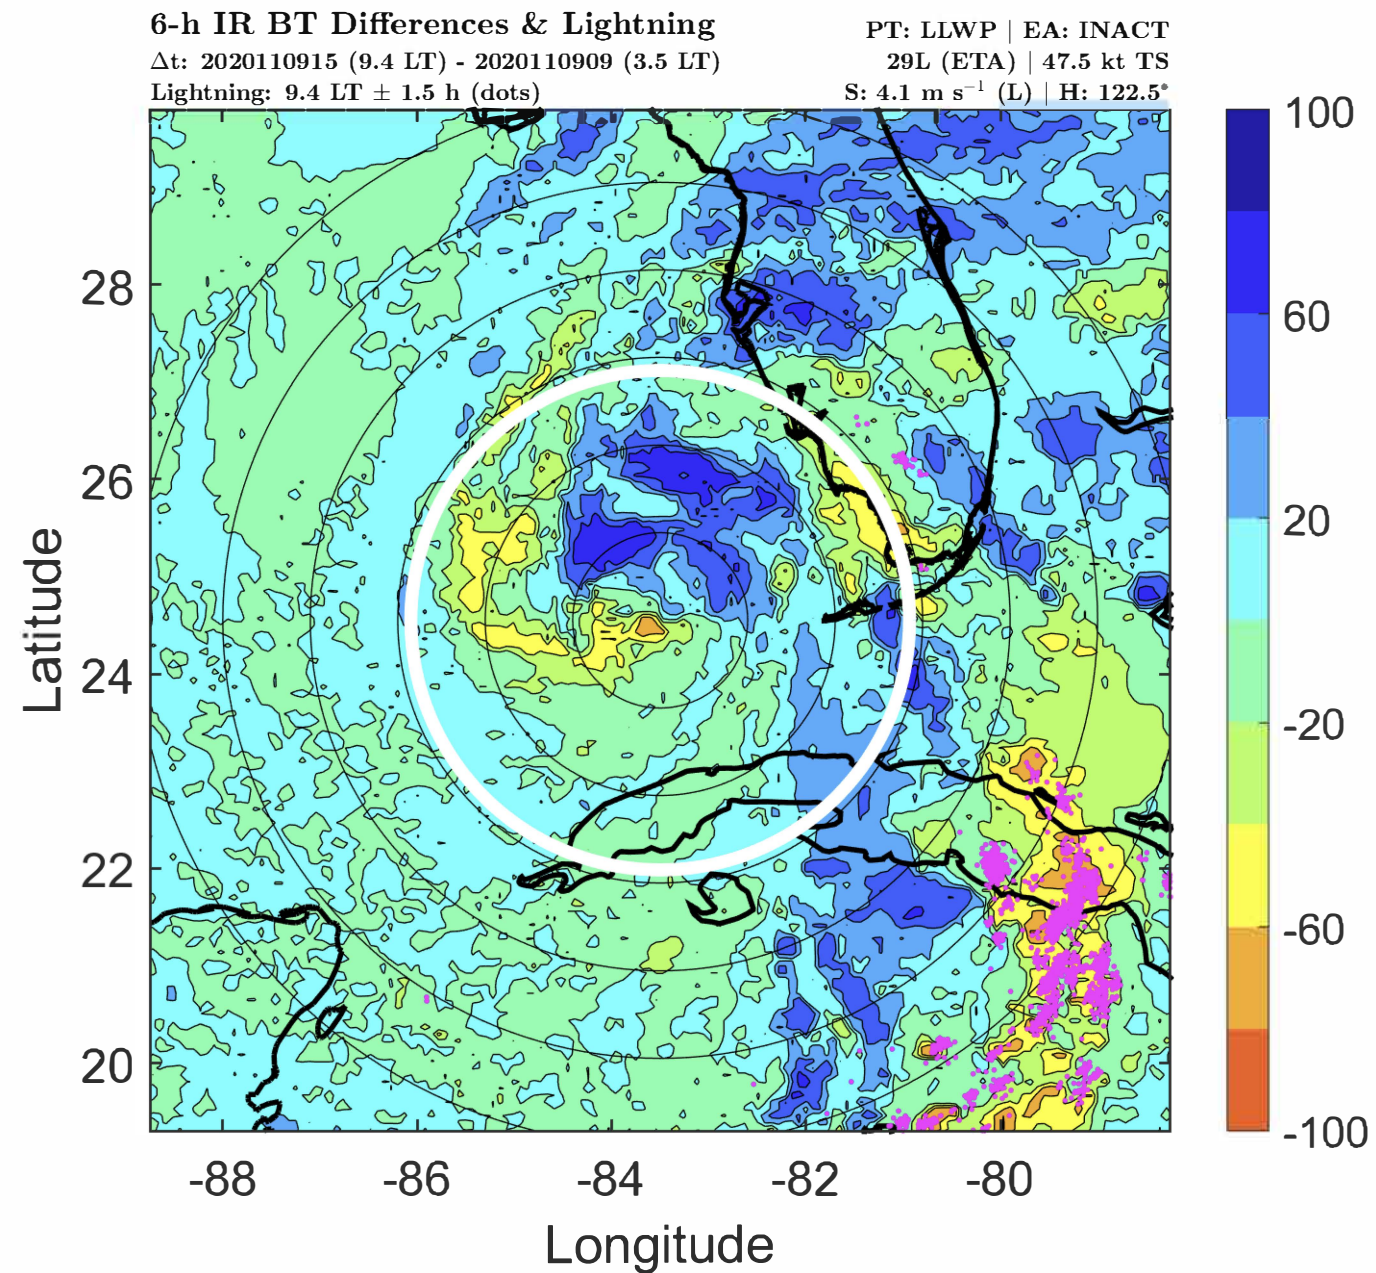 6-h IR BT Differences & Lightning
PT: LLWP | EA: INACT
Δt: 2020110915 (9.4 LT) - 2020110909 (3.5 LT)
29L (ETA) | 47.5 kt TS
Lightning: 9.4 LT ± 1.5 h (dots)
S: 4.1 m s⁻¹ (L) | H: 122.5°
100
60
20
-20
-60
-100
28
26
24
22
20
Latitude
-88 -86 -84 -82 -80
Longitude